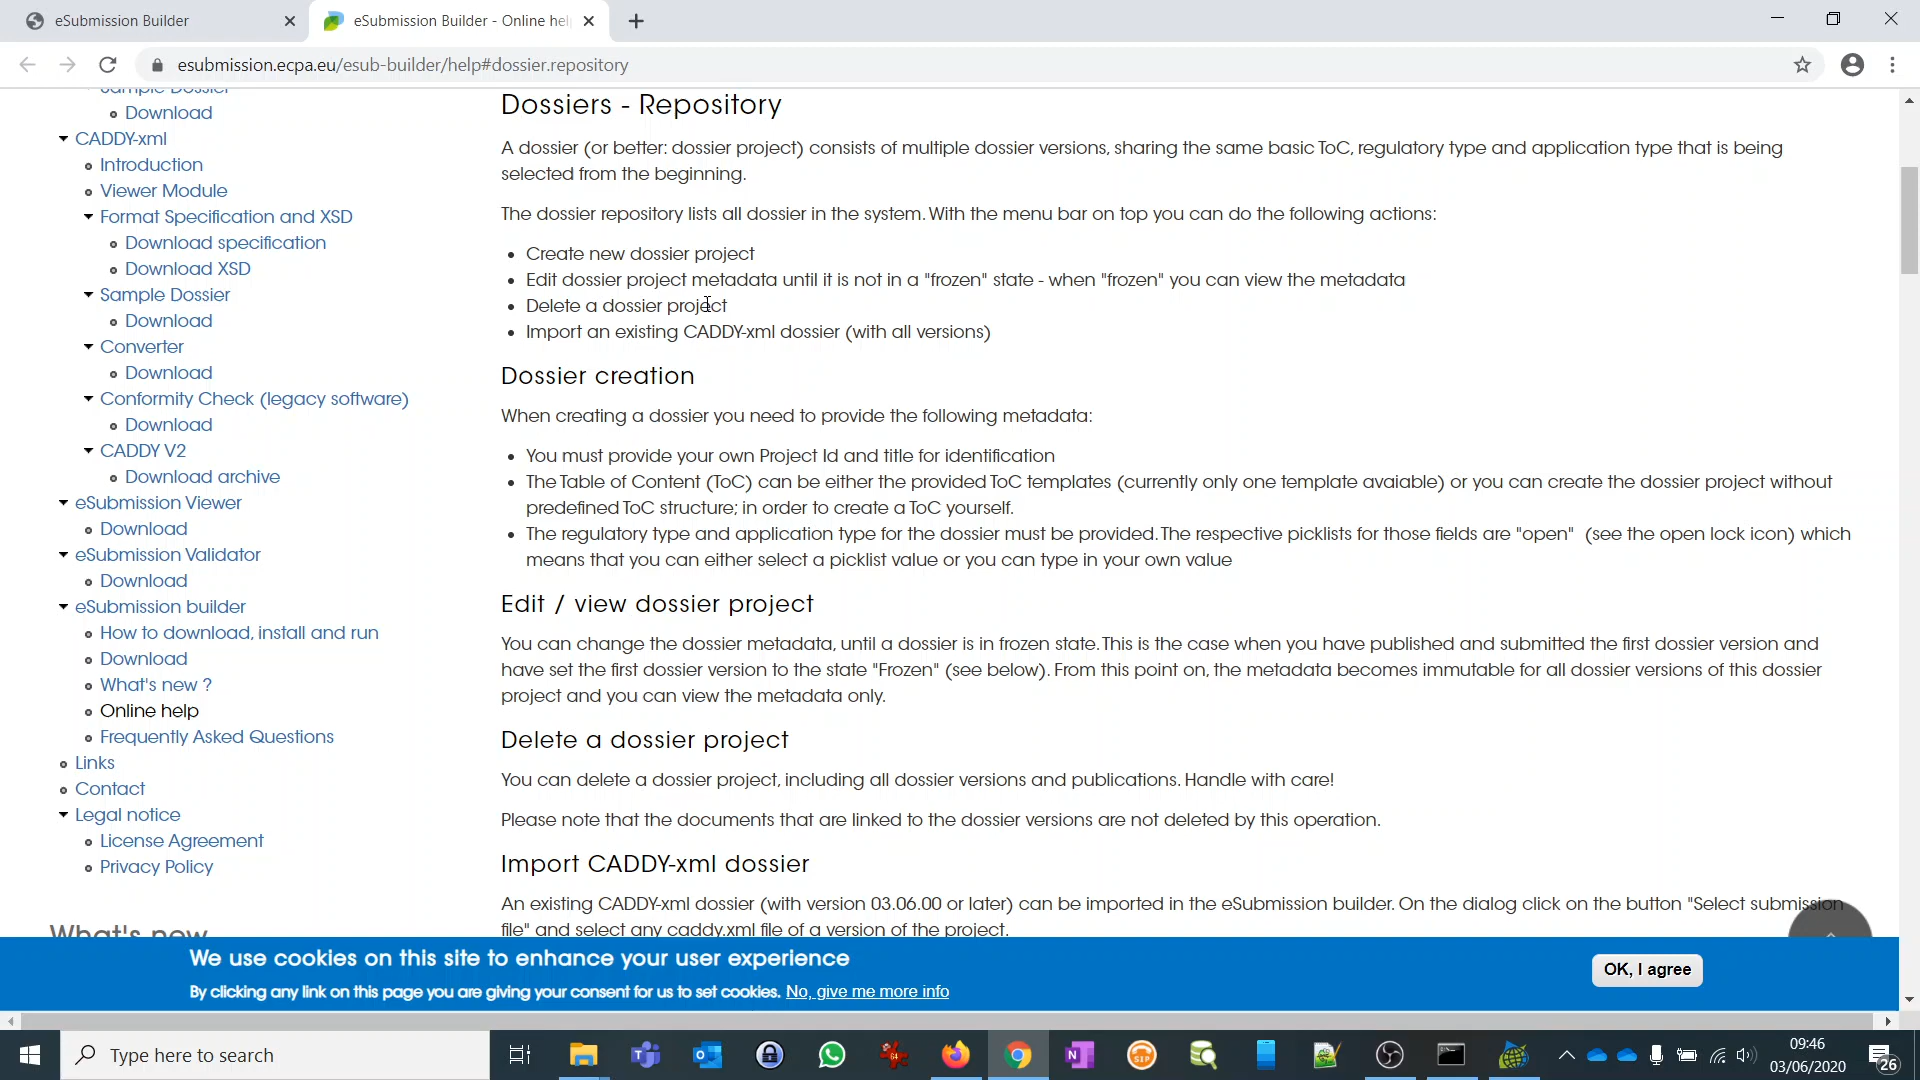 eSubmission Builder
eSubmission Builder - Online hel
esubmission.ecpa.eu/esub-builder/help#dossier.repository
Sample Dossier
Download
CADDY-xml
Introduction
Viewer Module
Format Specification and XSD
Download specification
Download XSD
Sample Dossier
Download
Converter
Download
Conformity Check (legacy software)
Download
CADDY V2
Download archive
eSubmission Viewer
Download
eSubmission Validator
Download
eSubmission builder
How to download, install and run
Download
What's new ?
Online help
Frequently Asked Questions
Links
Contact
Legal notice
License Agreement
Privacy Policy
What's new
Dossiers - Repository
A dossier (or better: dossier project) consists of multiple dossier versions, sharing the same basic ToC, regulatory type and application type that is being
selected from the beginning.
The dossier repository lists all dossier in the system. With the menu bar on top you can do the following actions:
Create new dossier project
Edit dossier project metadata until it is not in a "frozen" state - when "frozen" you can view the metadata
Delete a dossier project
Import an existing CADDY-xml dossier (with all versions)
Dossier creation
When creating a dossier you need to provide the following metadata:
You must provide your own Project Id and title for identification
The Table of Content (ToC) can be either the provided ToC templates (currently only one template avaiable) or you can create the dossier project without
predefined ToC structure; in order to create a ToC yourself.
The regulatory type and application type for the dossier must be provided. The respective picklists for those fields are "open" (see the open lock icon) which
means that you can either select a picklist value or you can type in your own value
Edit / view dossier project
You can change the dossier metadata, until a dossier is in frozen state. This is the case when you have published and submitted the first dossier version and
have set the first dossier version to the state "Frozen" (see below). From this point on, the metadata becomes immutable for all dossier versions of this dossier
project and you can view the metadata only.
Delete a dossier project
You can delete a dossier project, including all dossier versions and publications. Handle with care!
Please note that the documents that are linked to the dossier versions are not deleted by this operation.
Import CADDY-xml dossier
An existing CADDY-xml dossier (with version 03.06.00 or later) can be imported in the eSubmission builder. On the dialog click on the button "Select submission
file" and select any caddy.xml file of a version of the project.
We use cookies on this site to enhance your user experience
By clicking any link on this page you are giving your consent for us to set cookies. No, give me more info
OK, I agree
Type here to search
09:46
03/06/2020
26